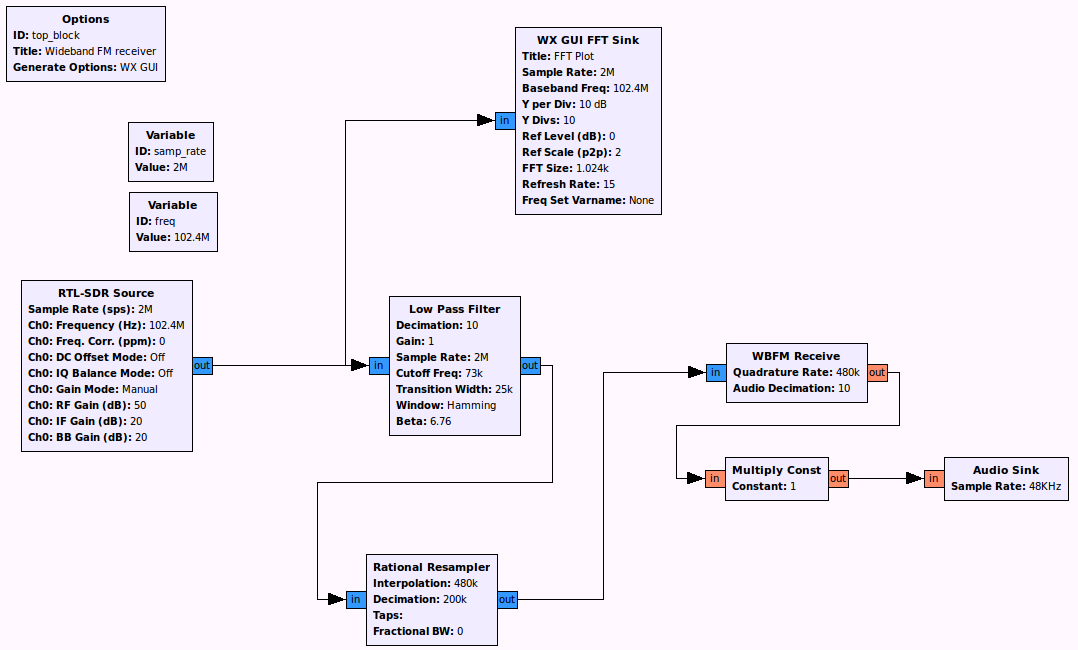 Options
ID: top_block
Title: Wideband FM receiver
Generate Options: WX GUI
Variable
ID: samp_rate
Value: 2M
Variable
ID: freq
Value: 102.4M
WX GUI FFT Sink
Title: FFT Plot
Sample Rate: 2M
Baseband Freq: 102.4M
Y per Div: 10 dB
Y Divs: 10
Ref Level (dB): 0
Ref Scale (p2p): 2
FFT Size: 1.024k
Refresh Rate: 15
Freq Set Varname: None
in
RTL-SDR Source
Sample Rate (sps): 2M
Ch0: Frequency (Hz): 102.4M
Ch0: Freq. Corr. (ppm): 0
Ch0: DC Offset Mode: Off
Ch0: IQ Balance Mode: Off
Ch0: Gain Mode: Manual
Ch0: RF Gain (dB): 50
Ch0: IF Gain (dB): 20
Ch0: BB Gain (dB): 20
out
in
Low Pass Filter
Decimation: 10
Gain: 1
Sample Rate: 2M
Cutoff Freq: 73k
Transition Width: 25k
Window: Hamming
Beta: 6.76
out
in
Rational Resampler
Interpolation: 480k
Decimation: 200k
Taps:
Fractional BW: 0
out
in
WBFM Receive
Quadrature Rate: 480k
Audio Decimation: 10
out
in
Multiply Const
Constant: 1
out
in
Audio Sink
Sample Rate: 48KHz